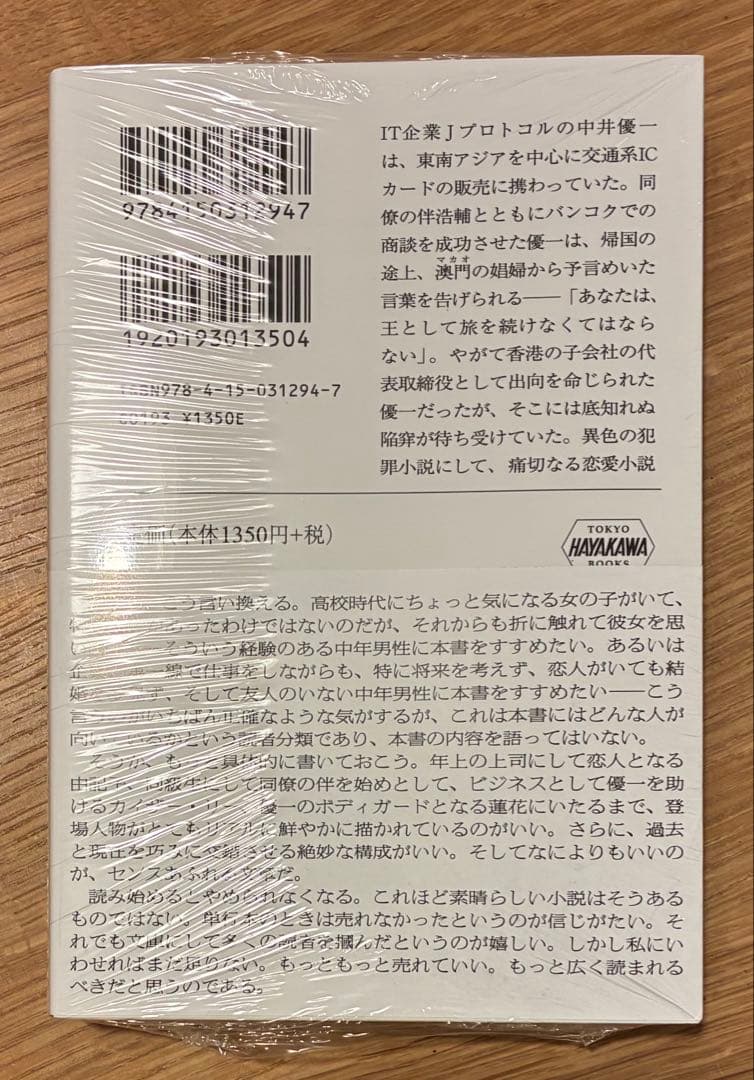 9784150312947
1920193013504
ISBN978-4-15-031294-7
C0193 ¥1350E
IT企業Jプロトコルの中井優一
は、東南アジアを中心に交通系IC
カードの販売に携わっていた。同
僚の伴浩輔とともにバンコクでの
商談を成功させた優一は、帰国の
マカオ
途上、澳門の娼婦から予言めいた
言葉を告げられる――「あなたは、
王として旅を続けなくてはなら
ない」。やがて香港の子会社の代
表取締役として出向を命じられた
優一だったが、そこには底知れぬ
陥穽が待ち受けていた。異色の犯
罪小説にして、痛切なる恋愛小説
価(本体1350円+税)
TOKYO
HAYAKAWA
BOOKS
こう言い換える。高校時代にちょっと気になる女の子がいて、
ったわけではないのだが、それからも折に触れて彼女を思
そういう経験のある中年男性に本書をすすめたい。あるいは
線で仕事をしながらも、特に将来を考えず、恋人がいても結
ず、そして友人のいない中年男性に本書をすすめたい――こう
がいちばん正確なような気がするが、これは本書にはどんな人
向いているかという読者分類であり、本書の内容を語ってはいない。
そうか、もっと具体的に書いておこう。年上の上司にして恋人となる
由記子、同級生にして同僚の伴を始めとして、ビジネスとして優一を助
けるカイザー・リー、優一のボディガードとなる蓮花にいたるまで、登
場人物がとてもリアルに鮮やかに描かれているのがいい。さらに、過去
と現在を巧みに交錯させる絶妙な構成がいい。そしてなによりもいいの
が、センスあふれる文章だ。
読み始めるとやめられなくなる。これほど素晴らしい小説はそうある
ものではない。単行本のときは売れなかったというのが信じがたい。そ
れでも文庫にして多くの読者を摑んだというのが嬉しい。しかし私にい
わせればまだ足りない。もっともっと売れていい。もっと広く読まれる
べきだと思うのである。